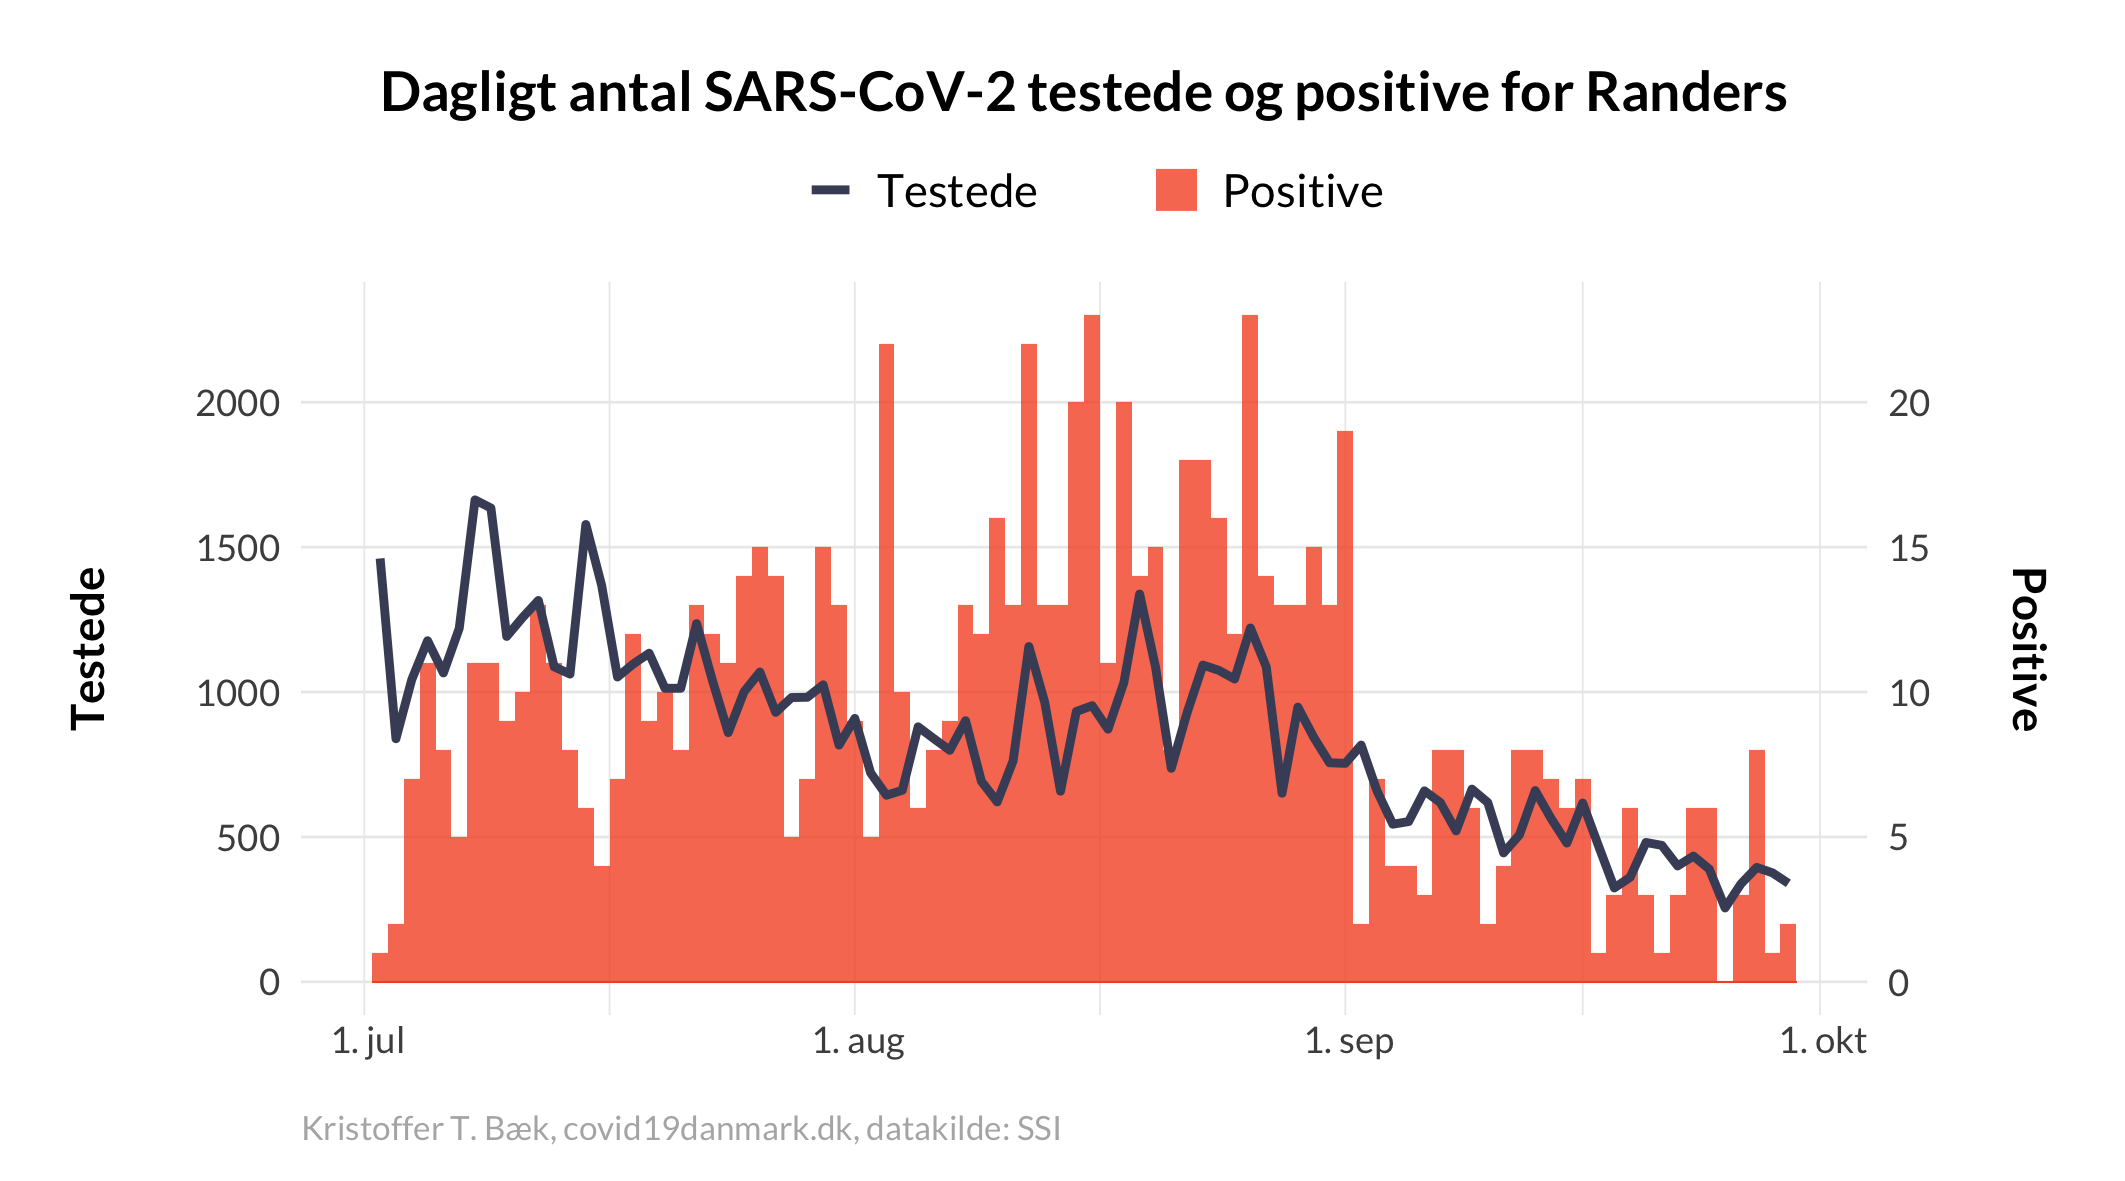 Dagligt antal SARS-CoV-2 testede og positive for Randers
Testede
Positive
2000
1500
1000
500
0
20
15
10
5
0
Testede
Positive
1. jul
1. aug
1. sep
1. okt
Kristoffer T. Bæk, covid19danmark.dk, datakilde: SSI